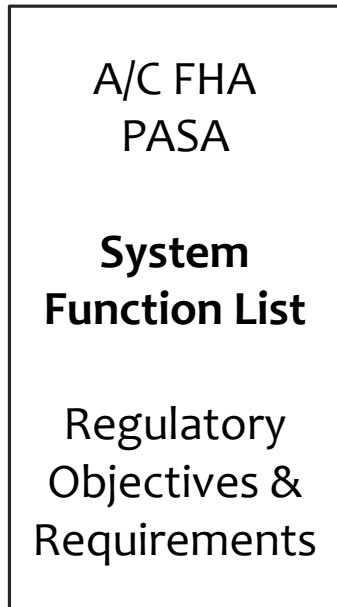 A/C FHA
PASA
System
Function List
Regulatory
Objectives &
Requirements